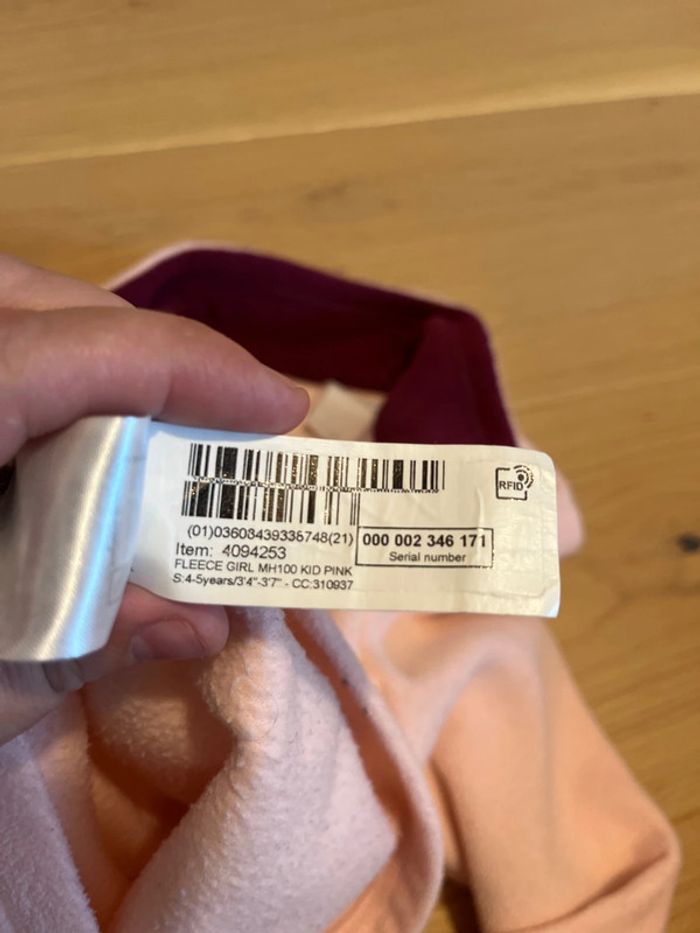 RFID
(01)03608439336748(21)
000 002 346 171
Serial number
Item: 4094253
FLEECE GIRL MH100 KID PINK
S:4-5years/3'4"-3'7" - CC:310937